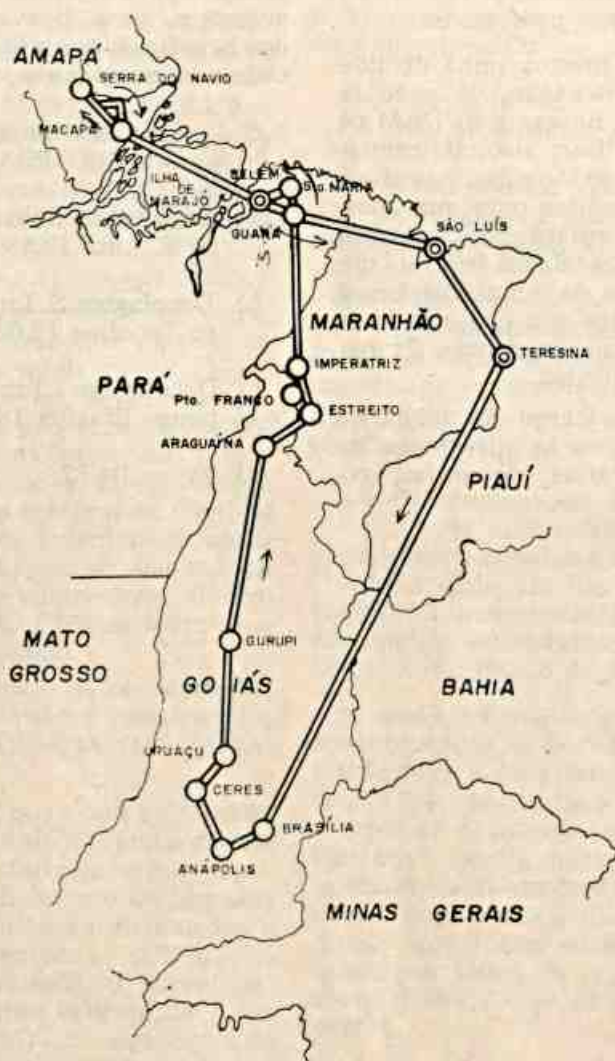 AMAPÁ
SERRA DO NAVIO
MACAPÁ
ILHA
DE
MARAJÓ
BELÉM
Sta. MARIA
GUAMÁ
SÃO LUÍS
MARANHÃO
TERESINA
IMPERATRIZ
PARÁ
Pto. FRANCO
ESTREITO
ARAGUAÍNA
PIAUÍ
MATO
GROSSO
GURUPI
GOIÁS
BAHIA
URUAÇU
CERES
BRASÍLIA
ANÁPOLIS
MINAS GERAIS